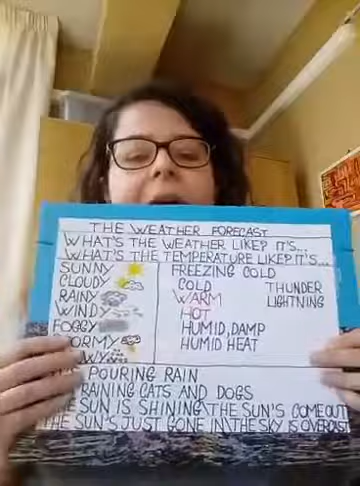 THE WEATHER FORECAST
WHAT'S THE WEATHER LIKE? IT'S...
WHAT'S THE TEMPERATURE LIKE? IT'S...
SUNNY
CLOUDY
RAINY
WINDY
FOGGY
ORMY
WY
FREEZING COLD
COLD
WARM
HOT
HUMID, DAMP
HUMID HEAT
THUNDER
LIGHTNING
POURING RAIN
RAINING CATS AND DOGS
SUN IS SHINING THE SUN'S COME OUT
THE SUN'S JUST GONE IN THE SKY IS OVERCAST